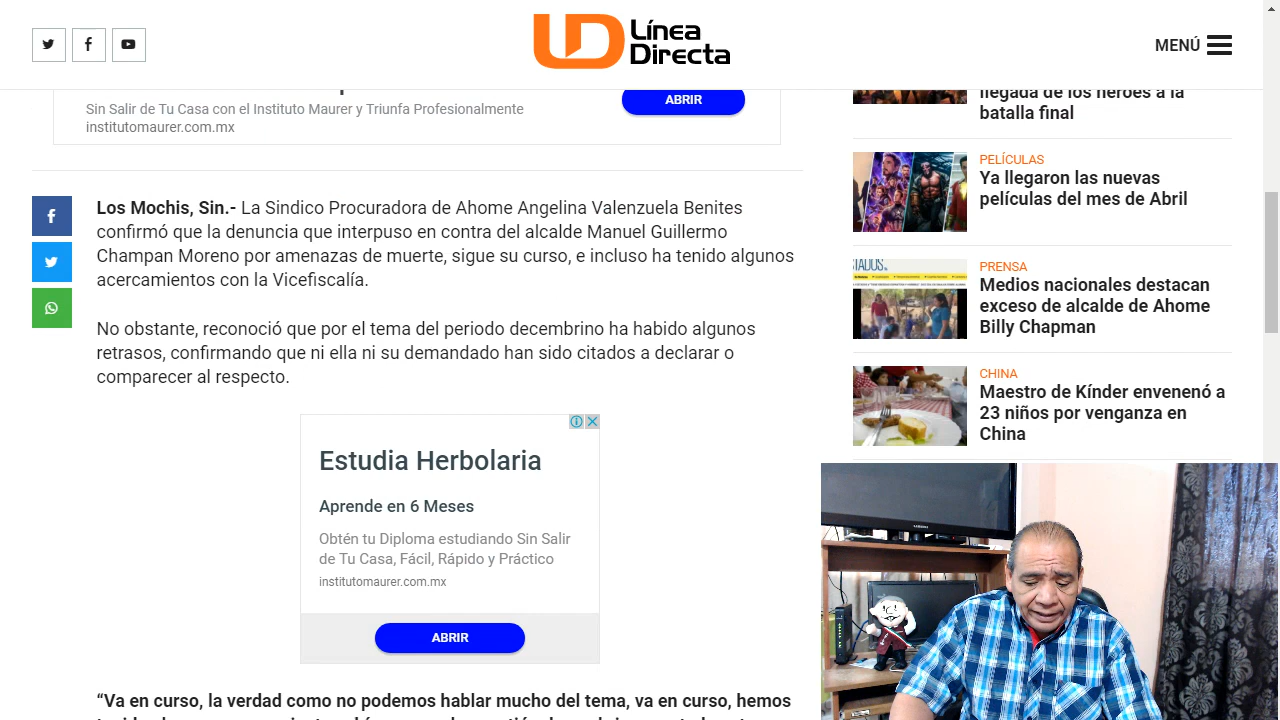 Línea
Directa
MENÚ
Sin Salir de Tu Casa con el Instituto Maurer y Triunfa Profesionalmente
institutomaurer.com.mx
ABRIR
Los Mochis, Sin.- La Sindico Procuradora de Ahome Angelina Valenzuela Benites
confirmó que la denuncia que interpuso en contra del alcalde Manuel Guillermo
Champan Moreno por amenazas de muerte, sigue su curso, e incluso ha tenido algunos
acercamientos con la Vicefiscalía.
No obstante, reconoció que por el tema del periodo decembrino ha habido algunos
retrasos, confirmando que ni ella ni su demandado han sido citados a declarar o
comparecer al respecto.
Estudia Herbolaria
Aprende en 6 Meses
Obtén tu Diploma estudiando Sin Salir
de Tu Casa, Fácil, Rápido y Práctico
institutomaurer.com.mx
ABRIR
“Va en curso, la verdad como no podemos hablar mucho del tema, va en curso, hemos
llegada de los héroes a la
batalla final
PELÍCULAS
Ya llegaron las nuevas
películas del mes de Abril
PRENSA
Medios nacionales destacan
exceso de alcalde de Ahome
Billy Chapman
CHINA
Maestro de Kínder envenenó a
23 niños por venganza en
China
SAMSUNG